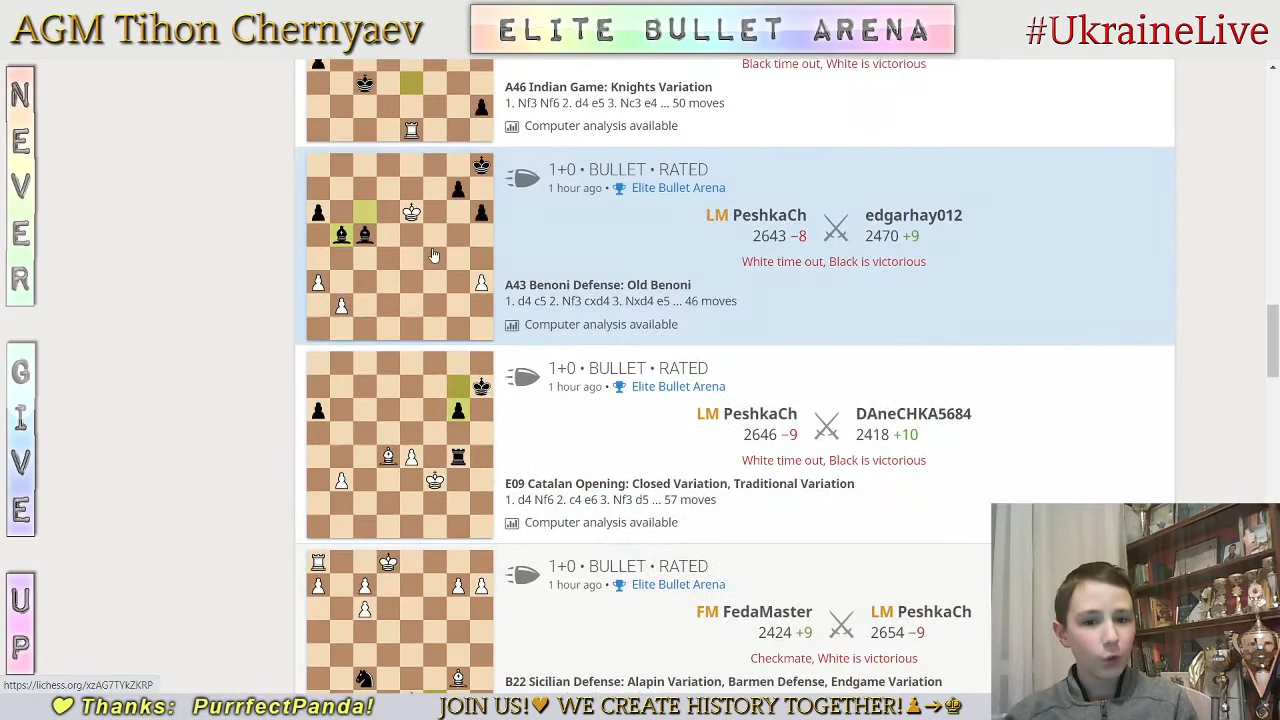 AGM Tihon Chernyaev
ELITE BULLET ARENA
#UkraineLive
NEVER
GIVE
UP
Black time out, White is victorious
A46 Indian Game: Knights Variation
1. Nf3 Nf6 2. d4 e5 3. Nc3 e4 ... 50 moves
Computer analysis available
1+0 • BULLET • RATED
1 hour ago • Elite Bullet Arena
LM PeshkaCh edgarhay012
2643 −8 2470 +9
White time out, Black is victorious
A43 Benoni Defense: Old Benoni
1. d4 c5 2. Nf3 cxd4 3. Nxd4 e5 ... 46 moves
Computer analysis available
1+0 • BULLET • RATED
1 hour ago • Elite Bullet Arena
LM PeshkaCh DAneCHKA5684
2646 −9 2418 +10
White time out, Black is victorious
E09 Catalan Opening: Closed Variation, Traditional Variation
1. d4 Nf6 2. c4 e6 3. Nf3 d5 ... 57 moves
Computer analysis available
1+0 • BULLET • RATED
1 hour ago • Elite Bullet Arena
FM FedaMaster LM PeshkaCh
2424 +9 2654 −9
Checkmate, White is victorious
B22 Sicilian Defense: Alapin Variation, Barmen Defense, Endgame Variation
https://lichess.org/xzAG7TYkZKRP
Thanks: PurrfectPanda!
JOIN US! WE CREATE HISTORY TOGETHER!